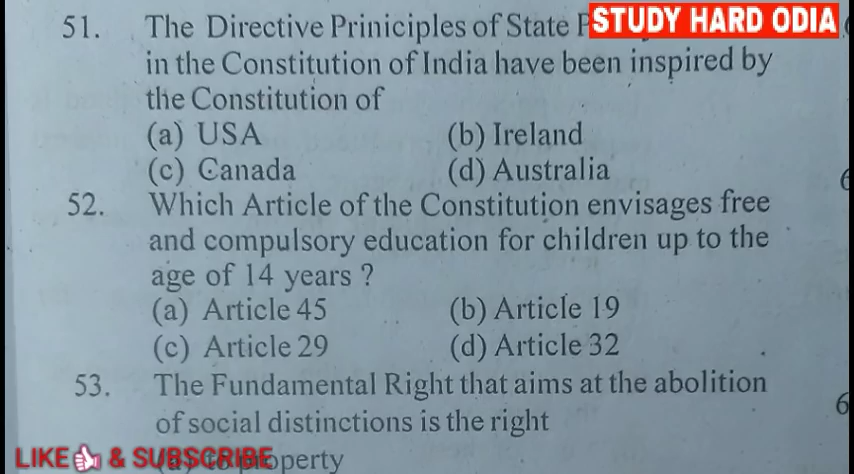 51. The Directive Priniciples of State
STUDY HARD ODIA
in the Constitution of India have been inspired by
the Constitution of
(a) USA (b) Ireland
(c) Canada (d) Australia
52. Which Article of the Constitution envisages free
and compulsory education for children up to the
age of 14 years ?
(a) Article 45 (b) Article 19
(c) Article 29 (d) Article 32
53. The Fundamental Right that aims at the abolition
of social distinctions is the right
LIKE & SUBSCRIBE
property